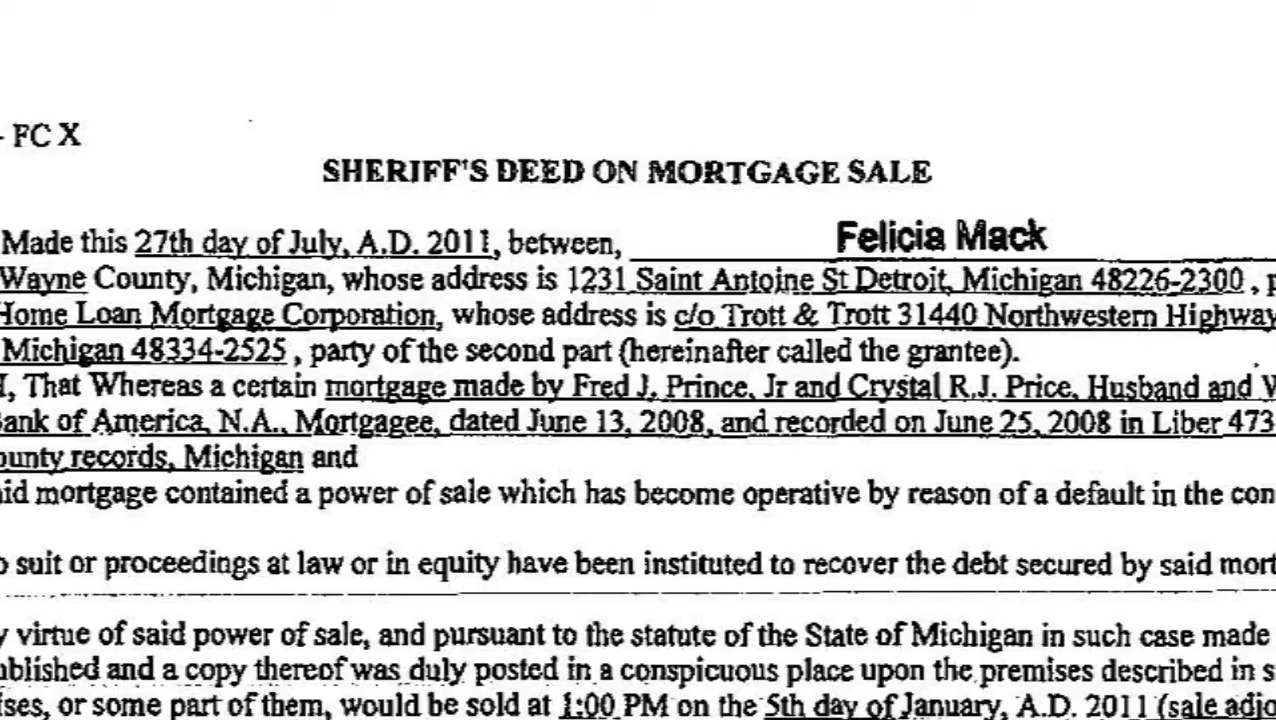 - FC X
SHERIFF'S DEED ON MORTGAGE SALE
Made this 27th day of July, A.D. 2011, between, Felicia Mack
Wayne County, Michigan, whose address is 1231 Saint Antoine St Detroit, Michigan 48226-2300 , p
Home Loan Mortgage Corporation, whose address is c/o Trott & Trott 31440 Northwestern Highway
Michigan 48334-2525 , party of the second part (hereinafter called the grantee).
H, That Whereas a certain mortgage made by Fred J. Prince, Jr and Crystal R.J. Price, Husband and W
Bank of America, N.A., Mortgagee, dated June 13, 2008, and recorded on June 25, 2008 in Liber 473
ounty records, Michigan and
aid mortgage contained a power of sale which has become operative by reason of a default in the con
o suit or proceedings at law or in equity have been instituted to recover the debt secured by said mort
y virtue of said power of sale, and pursuant to the statute of the State of Michigan in such case made
ublished and a copy thereof was duly posted in a conspicuous place upon the premises described in s
ises, or some part of them, would be sold at 1:00 PM on the 5th day of January, A.D. 2011 (sale adjo